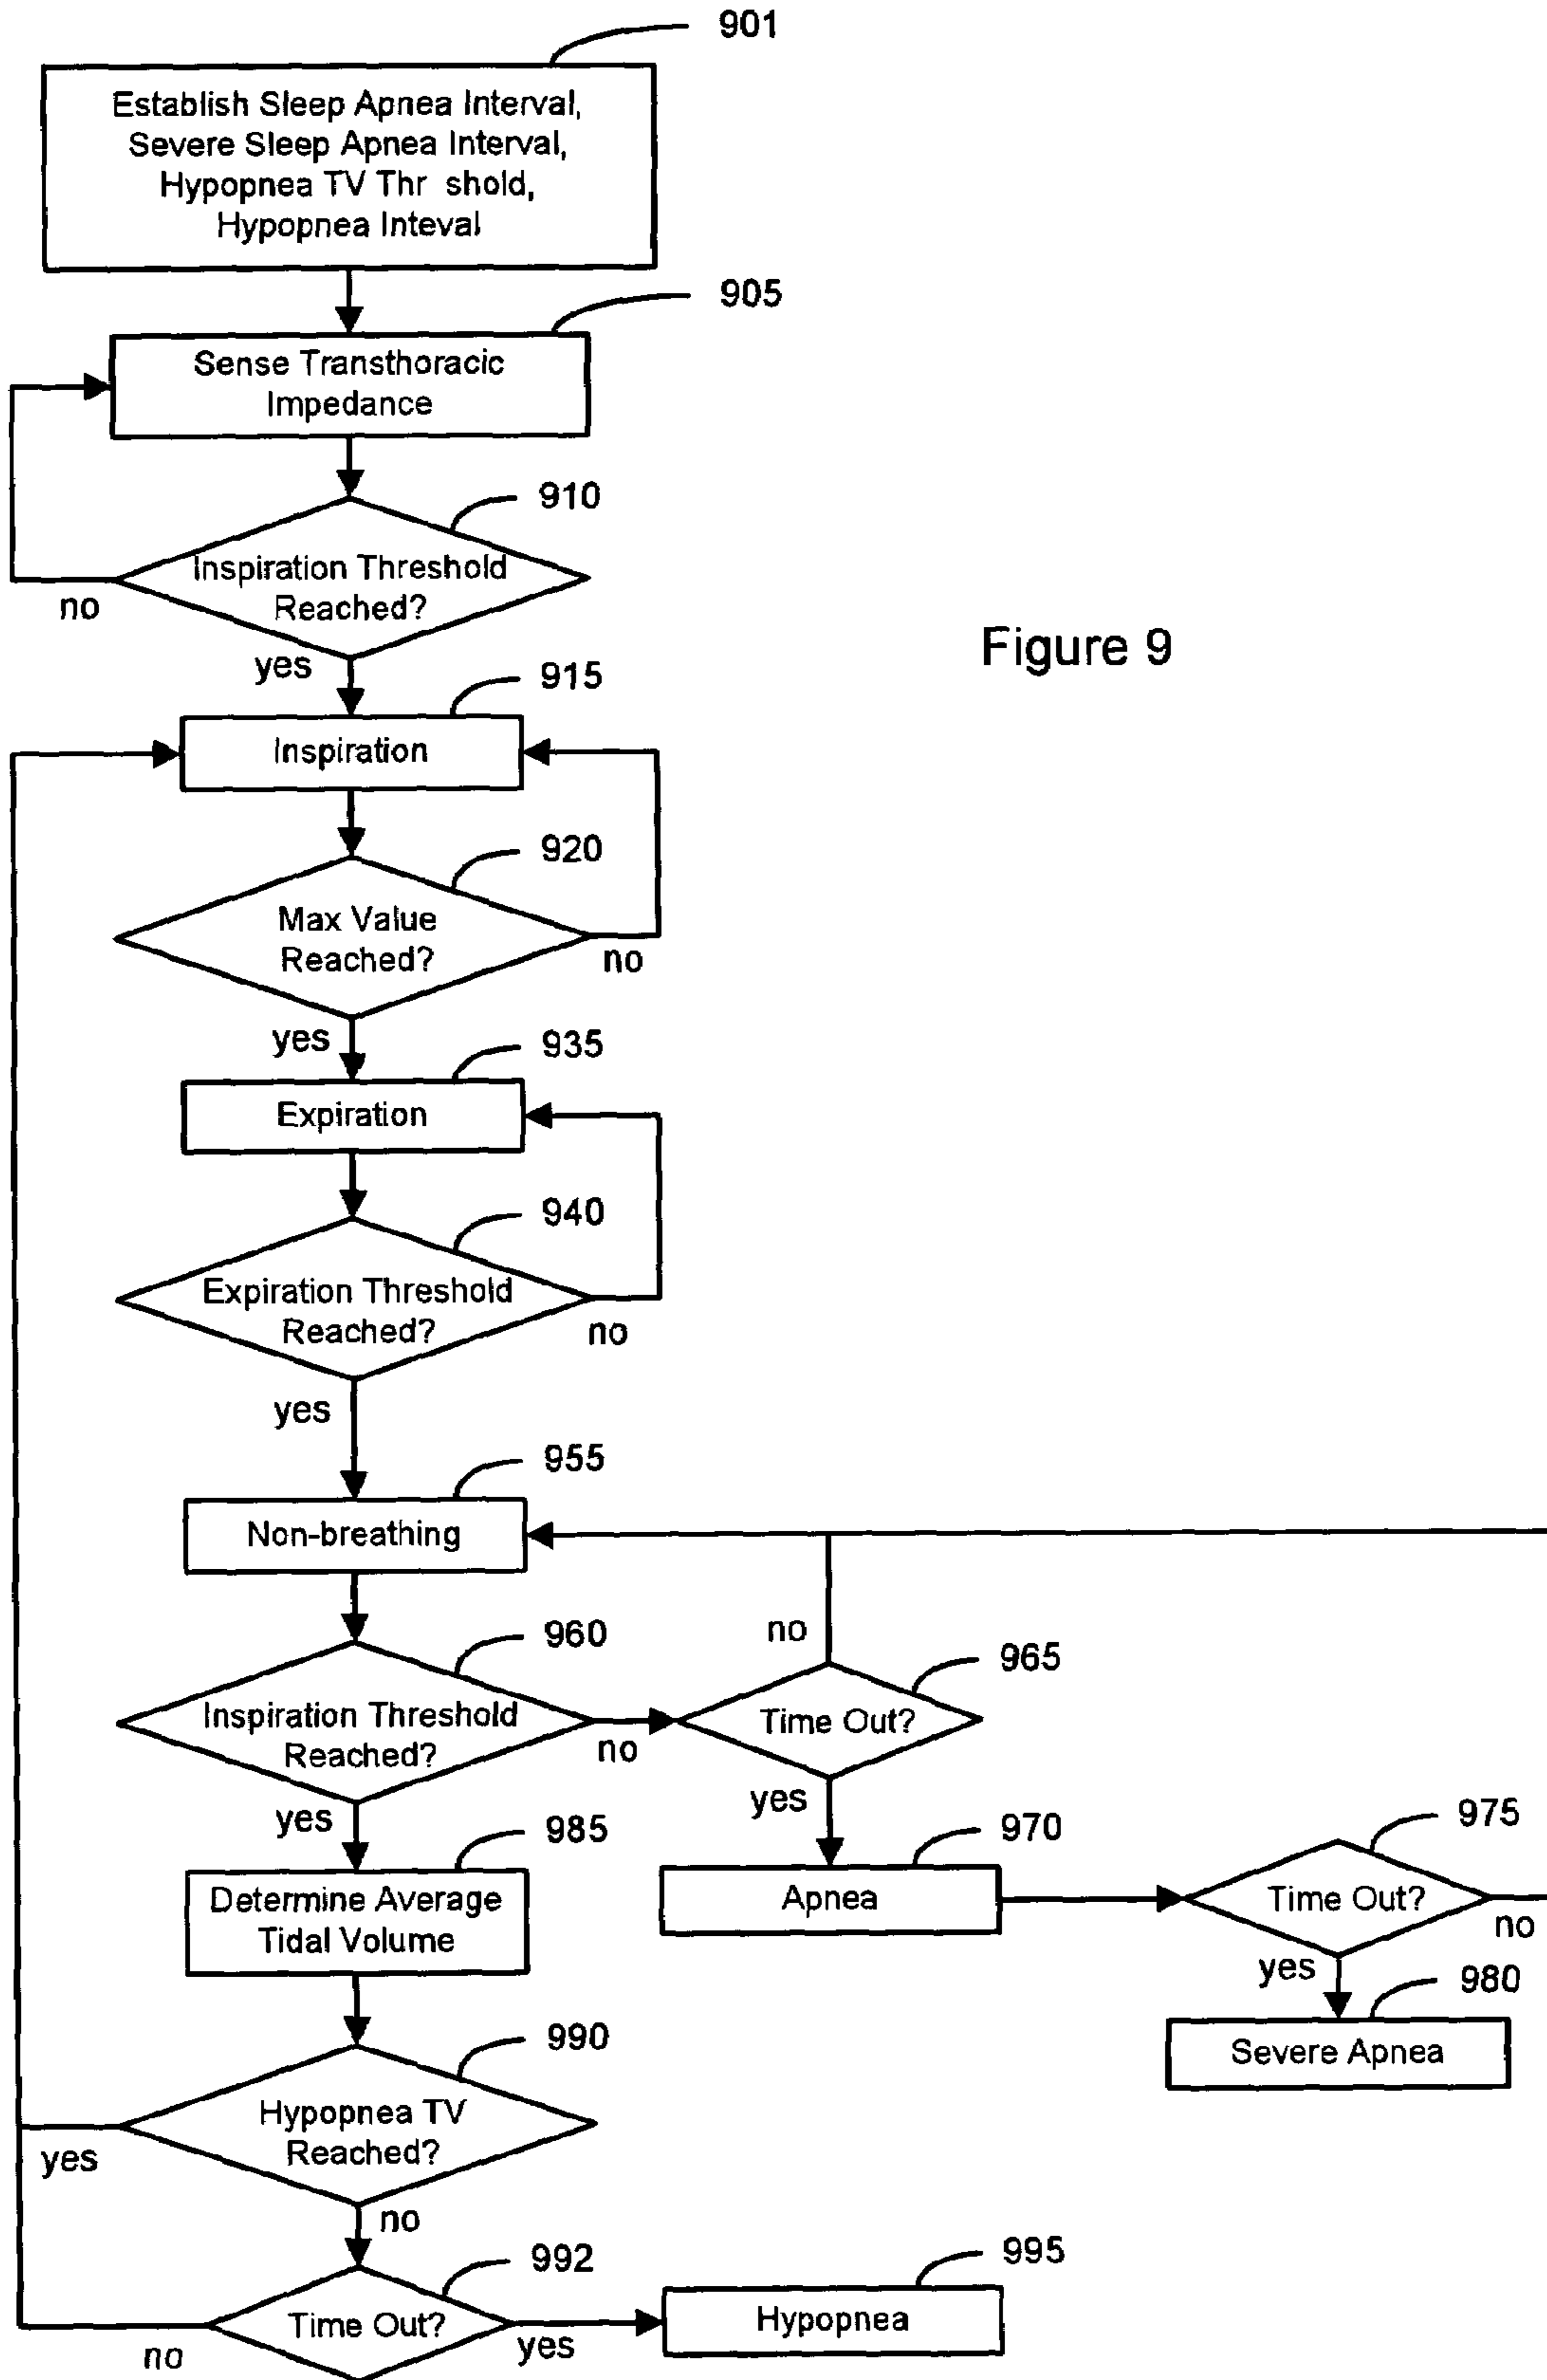 901
Establish Sleep Apnea Interval,
Severe Sleep Apnea Interval,
Hypopnea TV Thr shold,
Hypopnea Inteval
905
Sense Transthoracic
Impedance
910
Inspiration Threshold
Reached?
no
yes
Figure 9
915
Inspiration
920
Max Value
Reached?
no
yes
935
Expiration
940
Expiration Threshold
Reached?
no
yes
955
Non-breathing
960
Inspiration Threshold
Reached?
no
yes
no
965
Time Out?
yes
970
Apnea
975
Time Out?
no
yes
980
Severe Apnea
985
Determine Average
Tidal Volume
990
Hypopnea TV
Reached?
yes
no
992
Time Out?
no
yes
995
Hypopnea